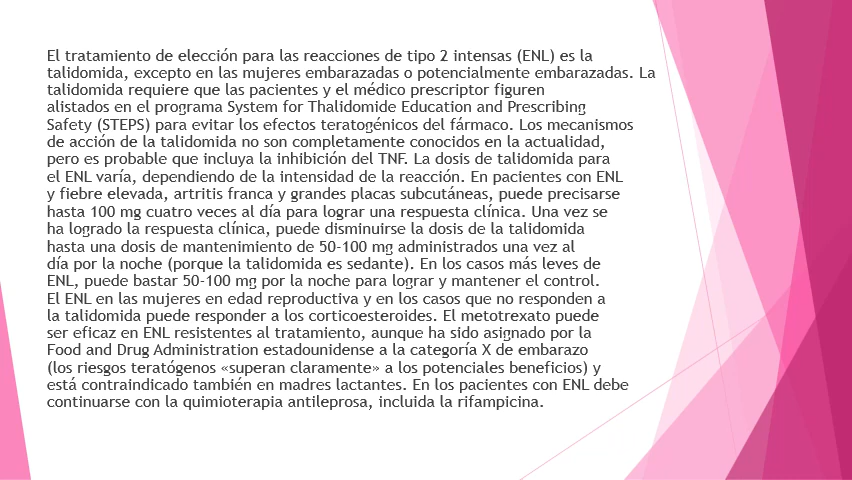 El tratamiento de elección para las reacciones de tipo 2 intensas (ENL) es la
talidomida, excepto en las mujeres embarazadas o potencialmente embarazadas. La
talidomida requiere que las pacientes y el médico prescriptor figuren
alistados en el programa System for Thalidomide Education and Prescribing
Safety (STEPS) para evitar los efectos teratogénicos del fármaco. Los mecanismos
de acción de la talidomida no son completamente conocidos en la actualidad,
pero es probable que incluya la inhibición del TNF. La dosis de talidomida para
el ENL varía, dependiendo de la intensidad de la reacción. En pacientes con ENL
y fiebre elevada, artritis franca y grandes placas subcutáneas, puede precisarse
hasta 100 mg cuatro veces al día para lograr una respuesta clínica. Una vez se
ha logrado la respuesta clínica, puede disminuirse la dosis de la talidomida
hasta una dosis de mantenimiento de 50-100 mg administrados una vez al
día por la noche (porque la talidomida es sedante). En los casos más leves de
ENL, puede bastar 50-100 mg por la noche para lograr y mantener el control.
El ENL en las mujeres en edad reproductiva y en los casos que no responden a
la talidomida puede responder a los corticoesteroides. El metotrexato puede
ser eficaz en ENL resistentes al tratamiento, aunque ha sido asignado por la
Food and Drug Administration estadounidense a la categoría X de embarazo
(los riesgos teratógenos «superan claramente» a los potenciales beneficios) y
está contraindicado también en madres lactantes. En los pacientes con ENL debe
continuarse con la quimioterapia antileprosa, incluida la rifampicina.